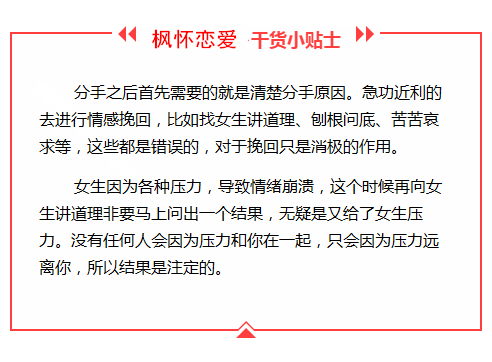 枫怀恋爱 · 干货小贴士
分手之后首先需要的就是清楚分手原因。急功近利的
去进行情感挽回，比如找女生讲道理、刨根问底、苦苦哀
求等，这些都是错误的，对于挽回只是消极的作用。
女生因为各种压力，导致情绪崩溃，这个时候再向女
生讲道理非要马上问出一个结果，无疑是又给了女生压
力。没有任何人会因为压力和你在一起，只会因为压力远
离你，所以结果是注定的。